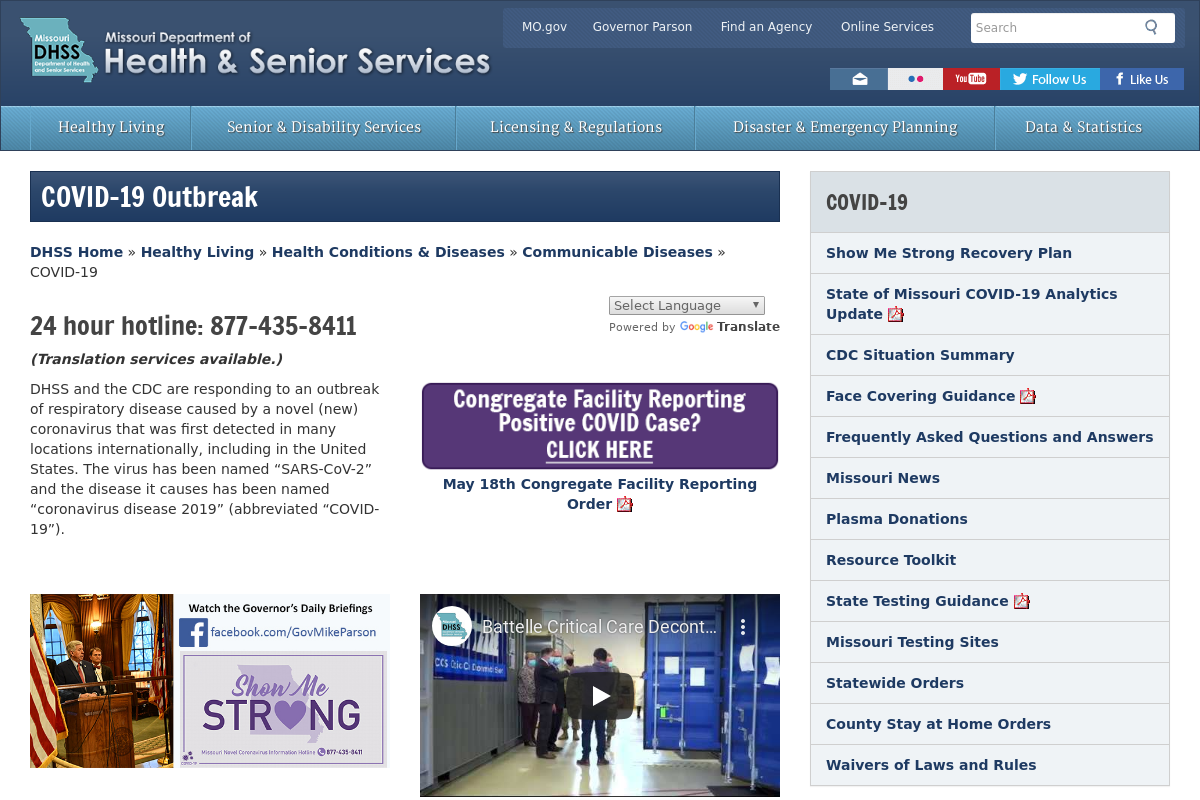 MO.gov Governor Parson Find an Agency Online Services Search
Missouri
DHSS
Department of Health
and Senior Services
Missouri Department of
Health & Senior Services
You Tube Follow Us Like Us
Healthy Living Senior & Disability Services Licensing & Regulations Disaster & Emergency Planning Data & Statistics
COVID-19 Outbreak
DHSS Home » Healthy Living » Health Conditions & Diseases » Communicable Diseases »
COVID-19
Select Language
Powered by Google Translate
24 hour hotline: 877-435-8411
(Translation services available.)
DHSS and the CDC are responding to an outbreak
of respiratory disease caused by a novel (new)
coronavirus that was first detected in many
locations internationally, including in the United
States. The virus has been named “SARS-CoV-2”
and the disease it causes has been named
“coronavirus disease 2019” (abbreviated “COVID-
19”).
Congregate Facility Reporting
Positive COVID Case?
CLICK HERE
May 18th Congregate Facility Reporting
Order
Watch the Governor's Daily Briefings
facebook.com/GovMikeParson
Show Me
STRONG
Missouri Novel Coronavirus Information Hotline 877-435-8411
DHSS
Battelle Critical Care Decont...
COVID-19
Show Me Strong Recovery Plan
State of Missouri COVID-19 Analytics
Update
CDC Situation Summary
Face Covering Guidance
Frequently Asked Questions and Answers
Missouri News
Plasma Donations
Resource Toolkit
State Testing Guidance
Missouri Testing Sites
Statewide Orders
County Stay at Home Orders
Waivers of Laws and Rules